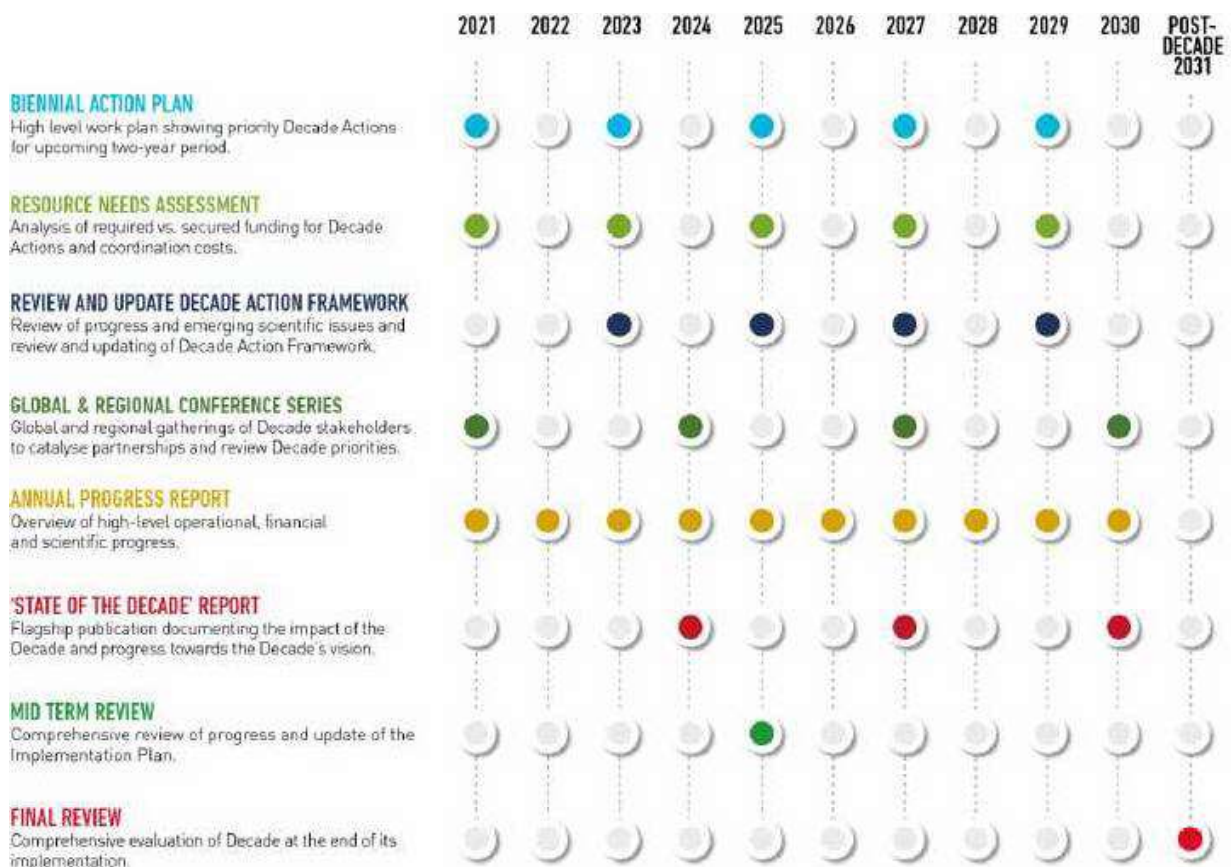 2021 2022 2023 2024 2025 2026 2027 2028 2029 2030 POST-
DECADE
2031
BIENNIAL ACTION PLAN
High level work plan showing priority Decade Actions
for upcoming two-year period.
RESOURCE NEEDS ASSESSMENT
Analysis of required vs. secured funding for Decade
Actions and coordination costs.
REVIEW AND UPDATE DECADE ACTION FRAMEWORK
Review of progress and emerging scientific issues and
review and updating of Decade Action Framework.
GLOBAL & REGIONAL CONFERENCE SERIES
Global and regional gatherings of Decade stakeholders
to catalyse partnerships and review Decade priorities.
ANNUAL PROGRESS REPORT
Overview of high-level operational, financial
and scientific progress.
'STATE OF THE DECADE' REPORT
Flagship publication documenting the impact of the
Decade and progress towards the Decade's vision.
MID TERM REVIEW
Comprehensive review of progress and update of the
Implementation Plan.
FINAL REVIEW
Comprehensive evaluation of Decade at the end of its
implementation.